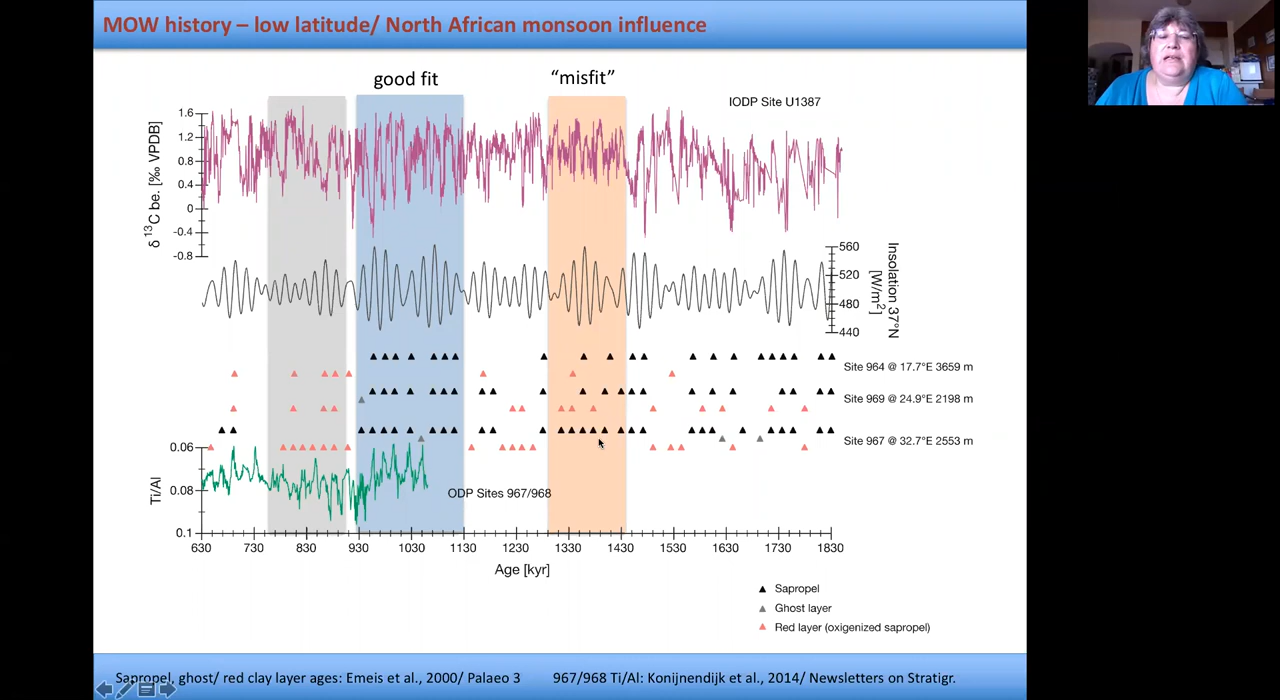 MOW history – low latitude/ North African monsoon influence
good fit
“misfit”
IODP Site U1387
1.6
1.2
0.8
0.4
0
-0.4
-0.8
δ 13C be. [‰ VPDB]
560
520
480
440
Insolation 37°N
[W/m2]
Site 964 @ 17.7°E 3659 m
Site 969 @ 24.9°E 2198 m
Site 967 @ 32.7°E 2553 m
0.06
0.08
0.1
Ti/Al
ODP Sites 967/968
630 730 830 930 1030 1130 1230 1330 1430 1530 1630 1730 1830
Age [kyr]
Sapropel
Ghost layer
Red layer (oxigenized sapropel)
Sapropel, ghost/ red clay layer ages: Emeis et al., 2000/ Palaeo 3 967/968 Ti/Al: Konijnendijk et al., 2014/ Newsletters on Stratigr.